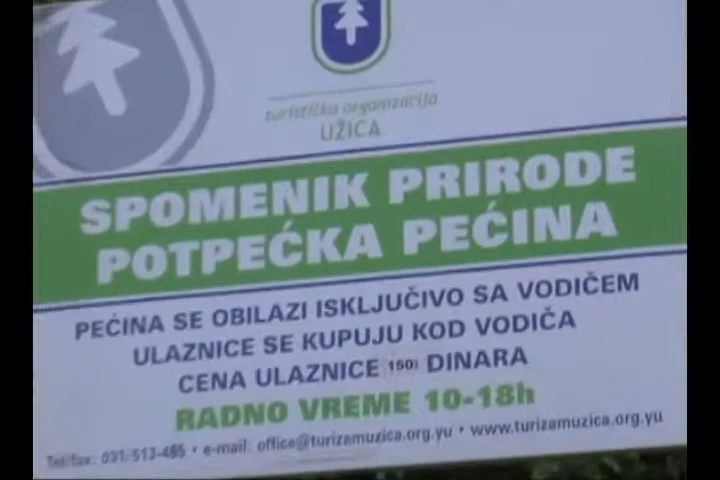 turistička organizacija
UŽICA
SPOMENIK PRIRODE
POTPEĆKA PEĆINA
PEĆINA SE OBILAZI ISKLJUČIVO SA VODIČEM
ULAZNICE SE KUPUJU KOD VODIČA
CENA ULAZNICE 150 DINARA
RADNO VREME 10-18h
Tel/fax: 031/513-485 • e-mail: office@turizamuzica.org.yu • www.turizamuzica.org.yu